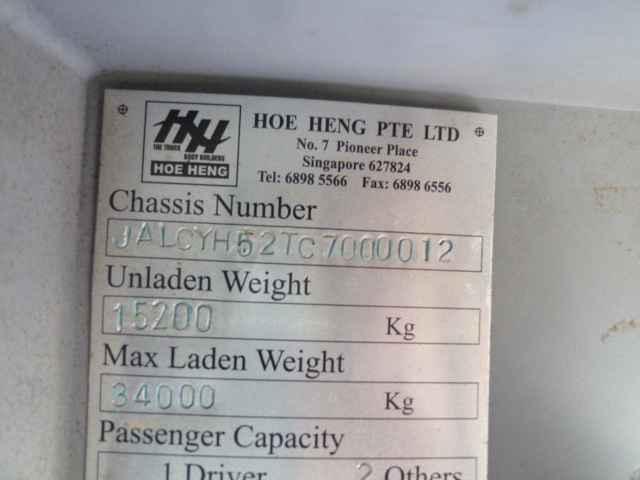 HH
THE TRUCK
BODY BUILDERS
HOE HENG
HOE HENG PTE LTD
No. 7 Pioneer Place
Singapore 627824
Tel: 6898 5566 Fax: 6898 6556
Chassis Number
JALCYH52TC7000012
Unladen Weight
15200 Kg
Max Laden Weight
34000 Kg
Passenger Capacity
1 Driver 2 Others